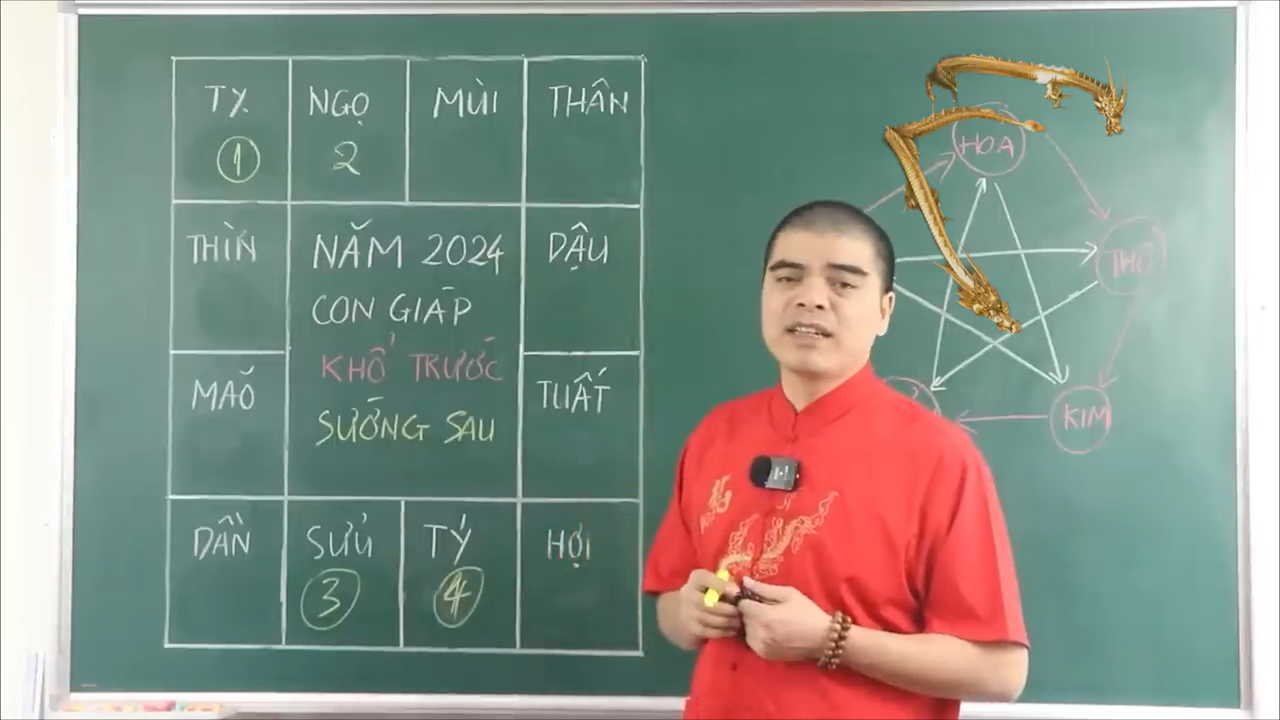 TỴ
NGỌ
MÙI
THÂN
1
2
THÌN
NĂM 2024
CON GIÁP
KHỔ TRƯỚC
SƯỚNG SAU
DẬU
MÃO
TUẤT
DẦN
SỬU
TÝ
HỢI
3
4
HỎA
THỔ
KIM